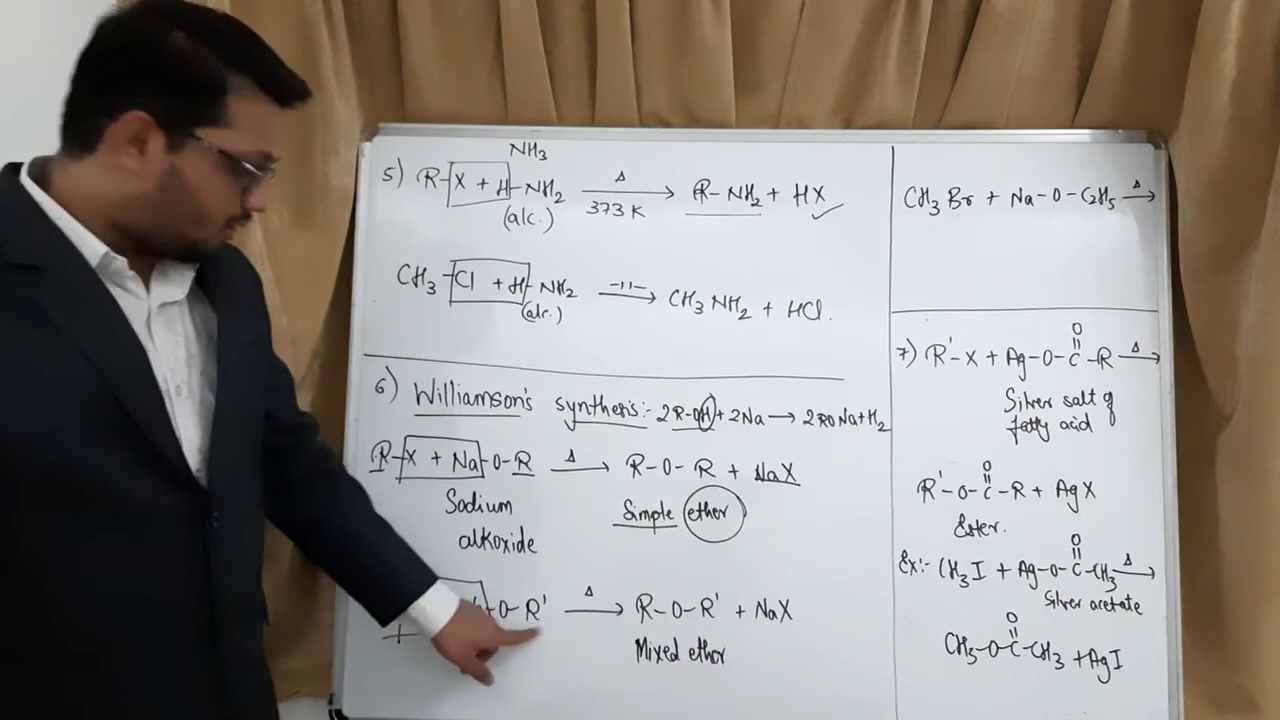 NH₃
5) R-X + H-NH₂ →(Δ, 373 K) R-NH₂ + HX
(alc.)
CH₃-Cl + H-NH₂ →(-11-) CH₃NH₂ + HCl.
(alc.)
6) Williamson's synthesis:- 2R-OH + 2Na → 2RONa + H₂
R-X + Na-O-R →(Δ) R-O-R + NaX
Sodium alkoxide Simple ether
O-R' →(Δ) R-O-R' + NaX
Mixed ether
CH₃Br + Na-O-C₂H₅ →(Δ)
7) R'-X + Ag-O-C(=O)-R →(Δ)
Silver salt of
fatty acid
R'-O-C(=O)-R + AgX
Ester.
Ex:- CH₃I + Ag-O-C(=O)-CH₃ →(Δ)
Silver acetate
CH₃-O-C(=O)-CH₃ + AgI